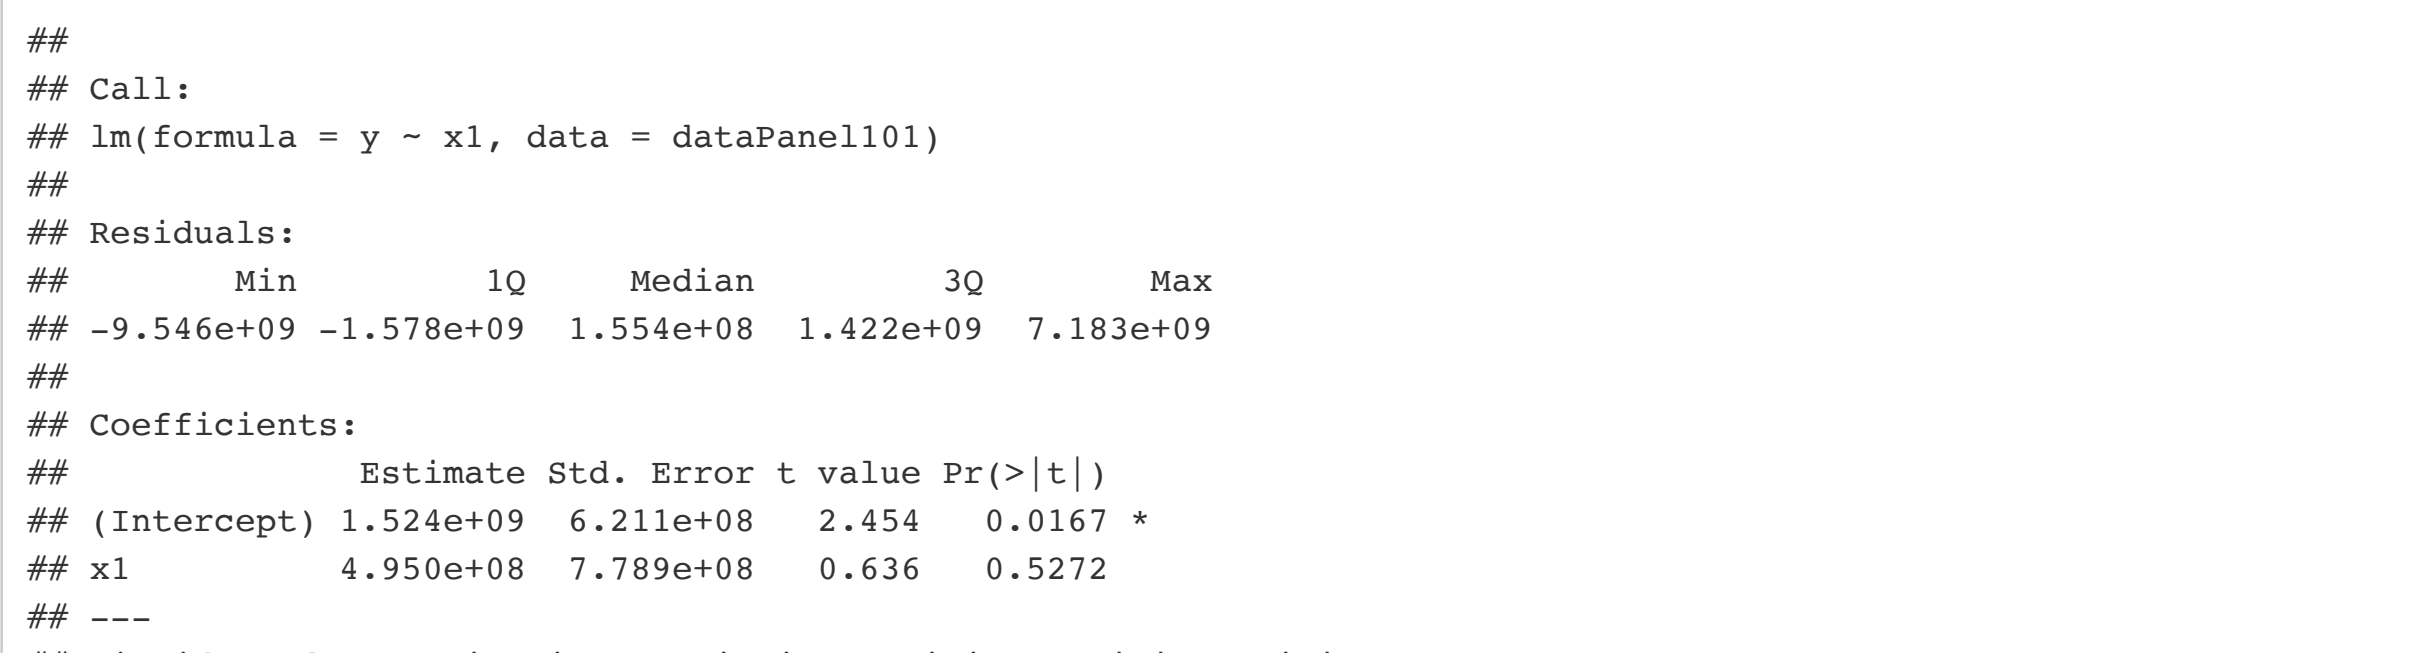 ##
## Call:
## lm(formula = y ~ x1, data = dataPanel101)
##
## Residuals:
##        Min         1Q     Median         3Q        Max
## -9.546e+09 -1.578e+09  1.554e+08  1.422e+09  7.183e+09
##
## Coefficients:
##              Estimate Std. Error t value Pr(>|t|)
## (Intercept) 1.524e+09  6.211e+08   2.454   0.0167 *
## x1          4.950e+08  7.789e+08   0.636   0.5272
## ---